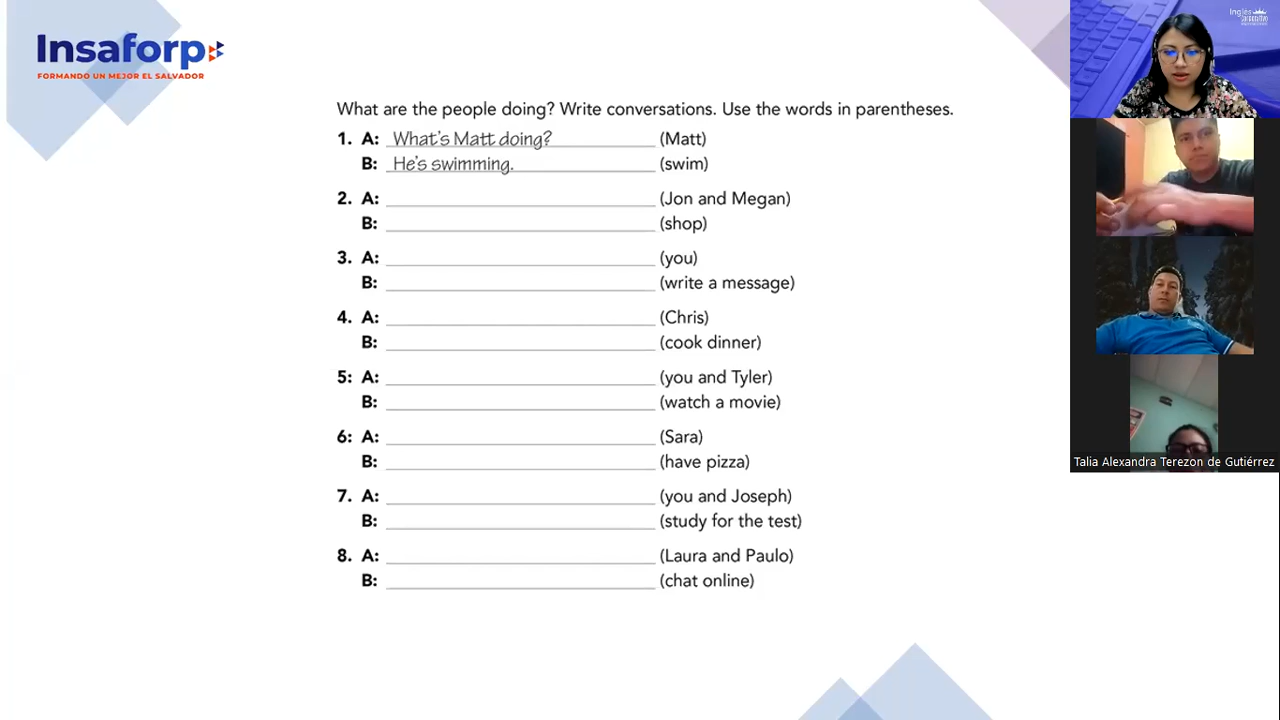 Insaforp
FORMANDO UN MEJOR EL SALVADOR
Inglés
What are the people doing? Write conversations. Use the words in parentheses.
1. A: What's Matt doing? (Matt)
B: He's swimming. (swim)
2. A: (Jon and Megan)
B: (shop)
3. A: (you)
B: (write a message)
4. A: (Chris)
B: (cook dinner)
5: A: (you and Tyler)
B: (watch a movie)
6: A: (Sara)
B: (have pizza)
7. A: (you and Joseph)
B: (study for the test)
8. A: (Laura and Paulo)
B: (chat online)
Talia Alexandra Terezon de Gutiérrez